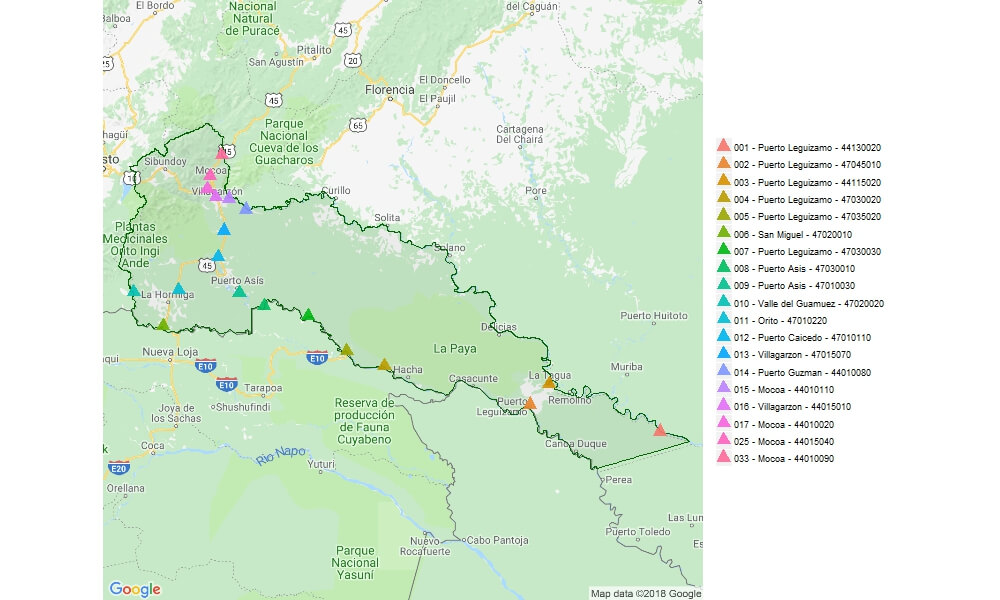 El Bordo
Balboa
Parque
Nacional
Natural
de Puracé
del Caguán
45
Pitalito
San Agustín
20
25
El Doncello
Florencia
El Paujil
45
65
Parque
Nacional
Cueva de los
Guacharos
Cartagena
Del Chairá
Sibundoy
45
Mocoa
10
Villagarzón
Curillo
Pore
Solita
Plantas
Medicinales
Orito Ingi
Ande
Solano
45
Puerto Asís
La Hormiga
Puerto Huitoto
Delicias
Nueva Loja
E10
E10
La Paya
Muriba
Hacha
La Tagua
Casacunte
E10
Tarapoa
Shushufindi
Puerto
Leguizamo
Remolino
Joya de
los Sachas
Reserva de
producción
de Fauna
Cuyabeno
Coca
Canoa Duque
E20
Rio Napo
Yuturi
Perea
Orellana
Las Lun
Puerto Toledo
Nuevo
Rocafuerte
Cabo Pantoja
Es
Parque
Nacional
Yasuní
Google
Map data ©2018 Google
001 - Puerto Leguizamo - 44130020
002 - Puerto Leguizamo - 47045010
003 - Puerto Leguizamo - 44115020
004 - Puerto Leguizamo - 47030020
005 - Puerto Leguizamo - 47035020
006 - San Miguel - 47020010
007 - Puerto Leguizamo - 47030030
008 - Puerto Asis - 47030010
009 - Puerto Asis - 47010030
010 - Valle del Guamuez - 47020020
011 - Orito - 47010220
012 - Puerto Caicedo - 47010110
013 - Villagarzon - 47015070
014 - Puerto Guzman - 44010080
015 - Mocoa - 44010110
016 - Villagarzon - 44015010
017 - Mocoa - 44010020
025 - Mocoa - 44015040
033 - Mocoa - 44010090